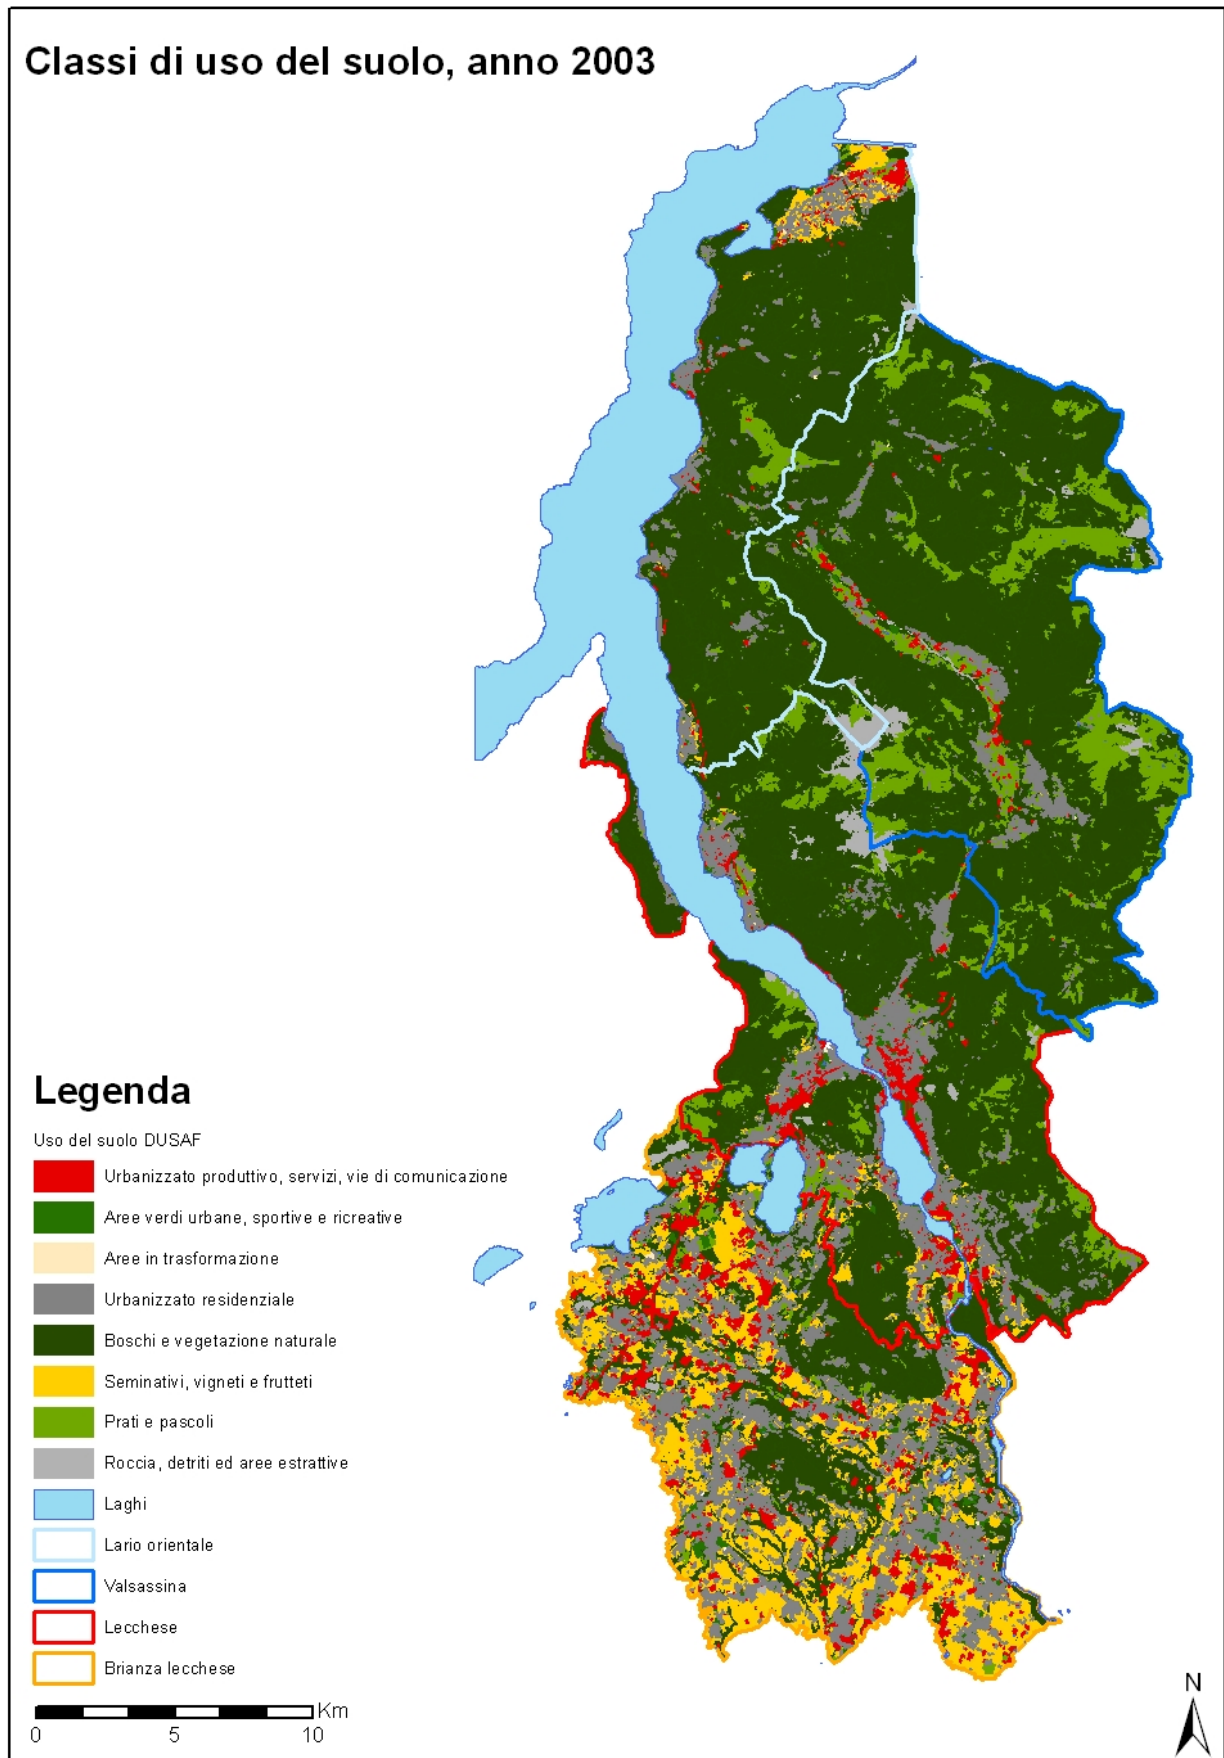 Classi di uso del suolo, anno 2003
Legenda
Uso del suolo DUSAF
Urbanizzato produttivo, servizi, vie di comunicazione
Aree verdi urbane, sportive e ricreative
Aree in trasformazione
Urbanizzato residenziale
Boschi e vegetazione naturale
Seminativi, vigneti e frutteti
Prati e pascoli
Roccia, detriti ed aree estrattive
Laghi
Lario orientale
Valsassina
Lecchese
Brianza lecchese
Km
0 5 10
N